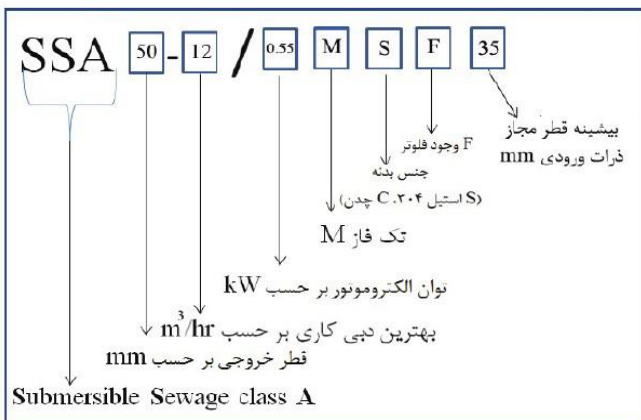 SSA 50 - 12 / 0.55 M S F 35
بیشینه قطر مجاز
ذرات ورودی mm
F وجود فلوتر
جنس بدنه
(S استیل ۳۰۴، C چدن)
تک فاز M
توان الکتروموتور بر حسب kW
بهترین دبی کاری بر حسب m³/hr
قطر خروجی بر حسب mm
Submersible Sewage class A